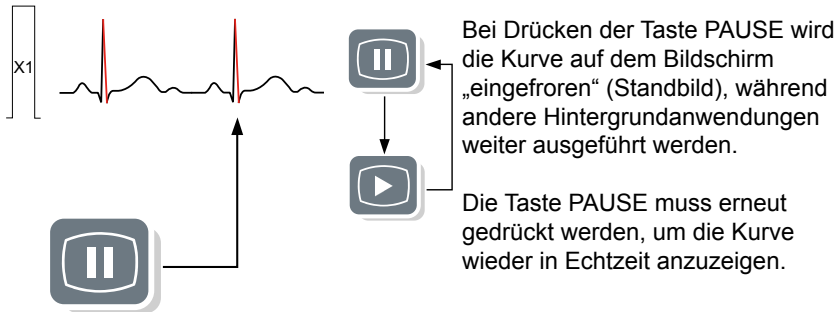 X1
Bei Drücken der Taste PAUSE wird
die Kurve auf dem Bildschirm
„eingefroren“ (Standbild), während
andere Hintergrundanwendungen
weiter ausgeführt werden.
Die Taste PAUSE muss erneut
gedrückt werden, um die Kurve
wieder in Echtzeit anzuzeigen.